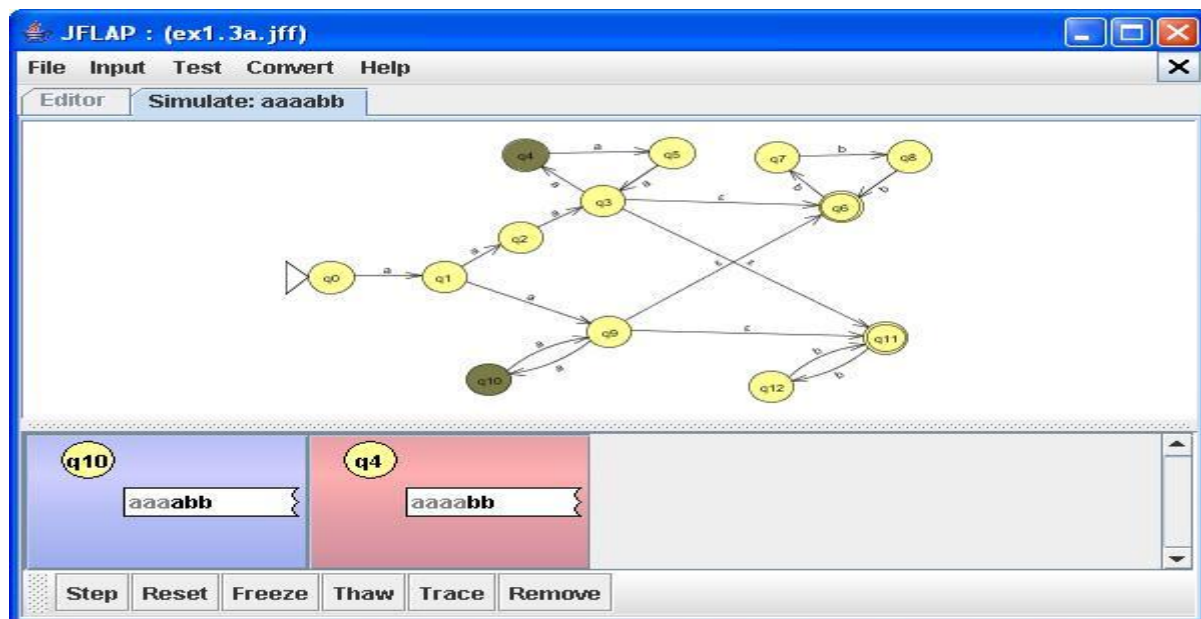 JFLAP : (ex1.3a.jff)
File Input Test Convert Help
Editor Simulate: aaaabb
q4 a q5 q7 b q8
a a b b
q3 ε q6
a
q2
a
ε ε
q0 a q1
a
q9 ε q11
a
a
b
b
q10 q12
q10 q4
aaaabb aaaabb
Step Reset Freeze Thaw Trace Remove